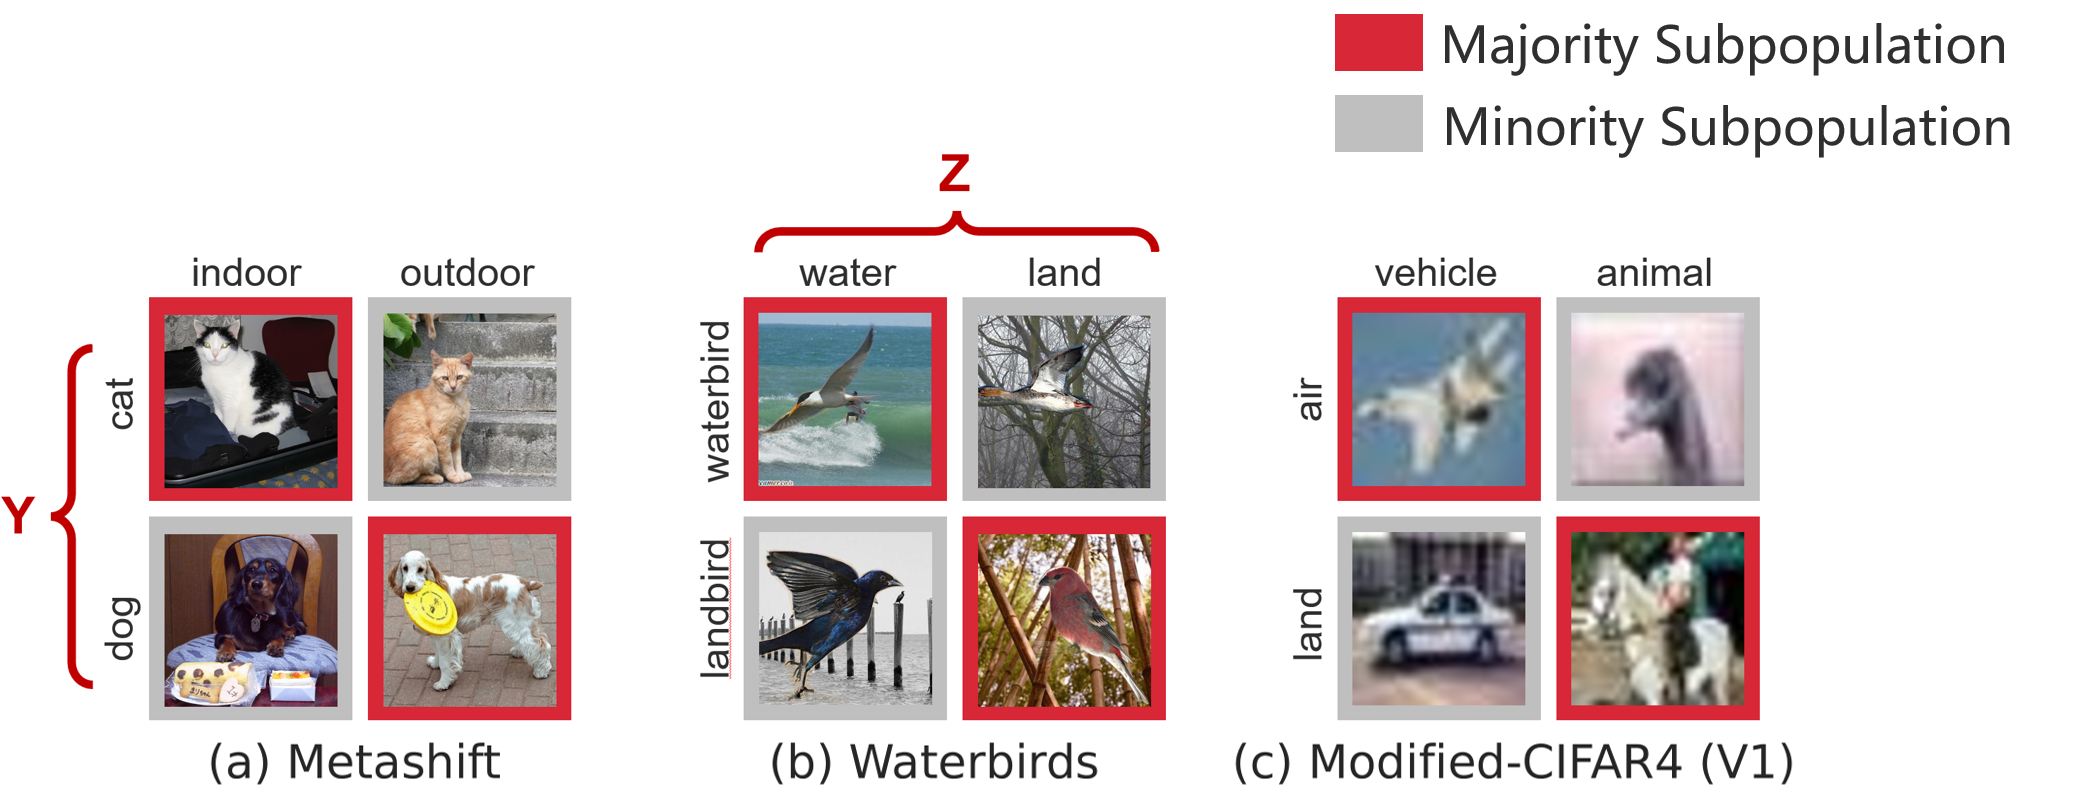 Majority Subpopulation
Minority Subpopulation
Z
indoor outdoor
water land
vehicle animal
Y
cat
dog
waterbird
landbird
air
land
(a) Metashift
(b) Waterbirds
(c) Modified-CIFAR4 (V1)